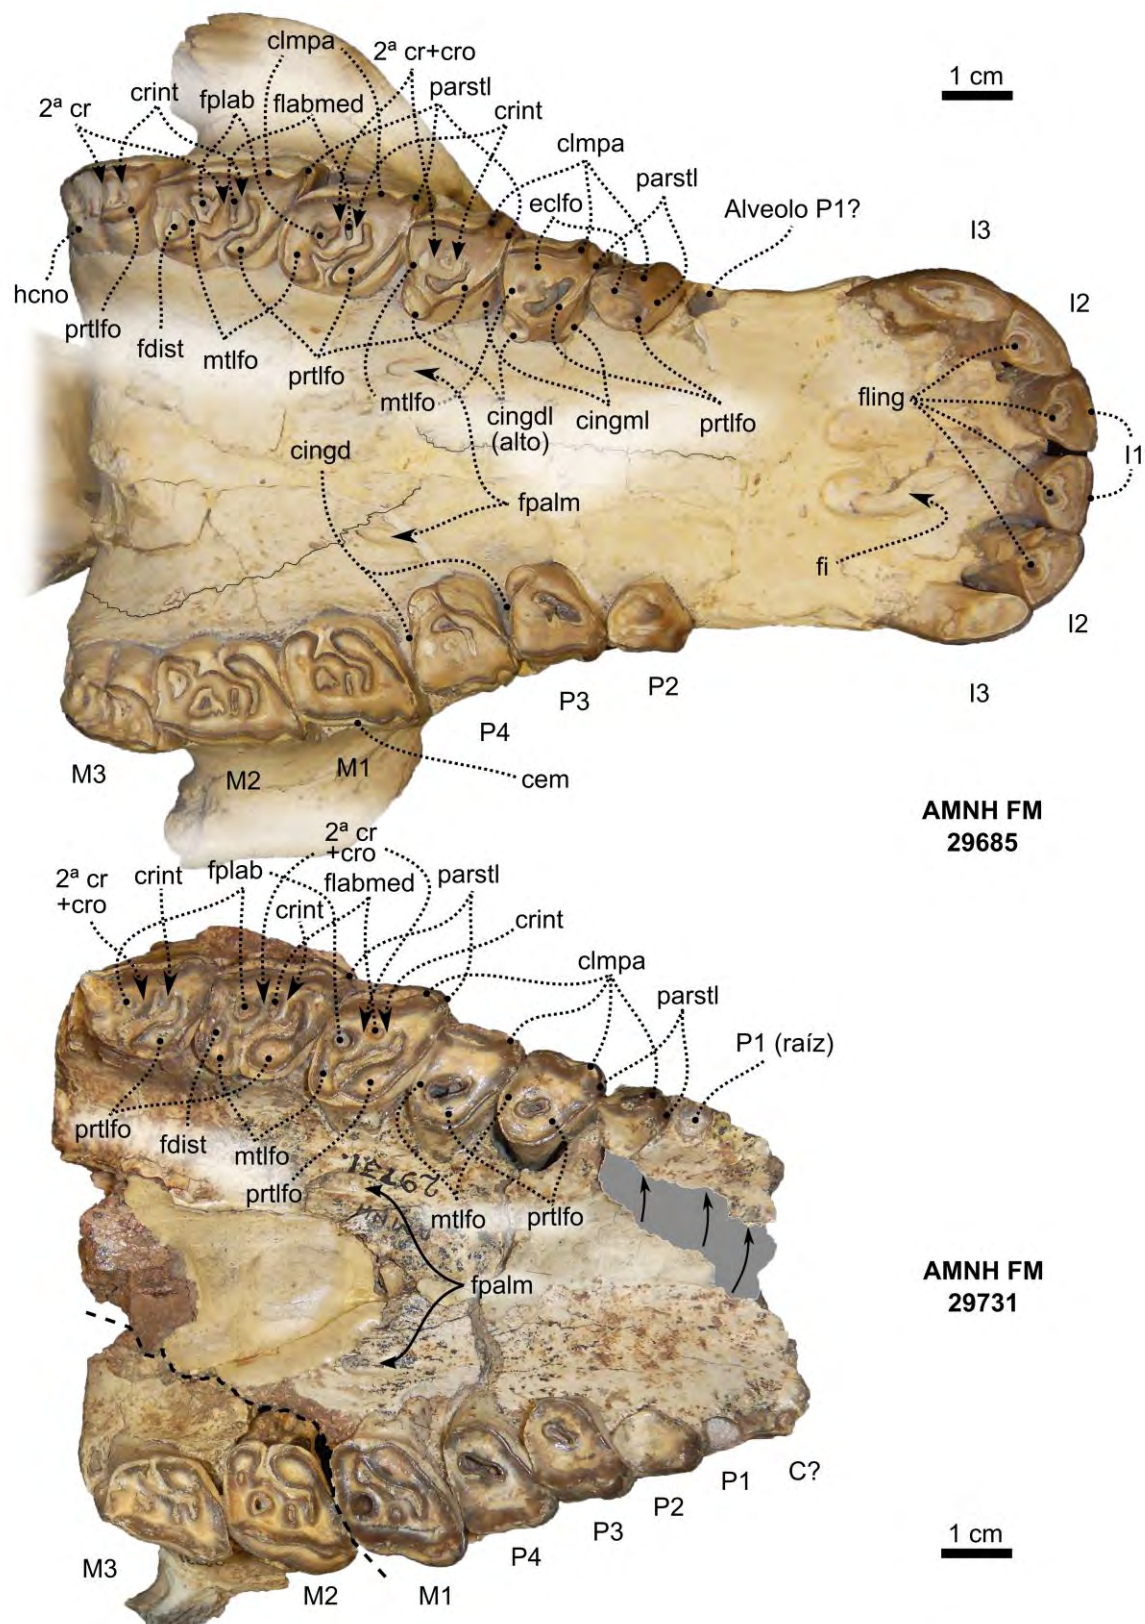 clmpa
2ª cr+cro
1 cm
crint
fplab
flabmed
parstl
2ª cr
crint
clmpa
parstl
eclfo
Alveolo P1?
I3
I2
hcno
prtlfo
fdist
mtlfo
prtlfo
mtlfo
cingdl
(alto)
cingml
prtlfo
fling
I1
cingd
fpalm
fi
I2
I3
P2
P3
P4
M1
M2
M3
cem
AMNH FM
29685
2ª cr
+cro
fplab
flabmed
parstl
2ª cr
+cro
crint
crint
crint
clmpa
parstl
P1 (raíz)
prtlfo
fdist
mtlfo
prtlfo
29731
AMNH
mtlfo
prtlfo
fpalm
AMNH FM
29731
C?
P1
P2
P3
P4
M1
M2
M3
1 cm